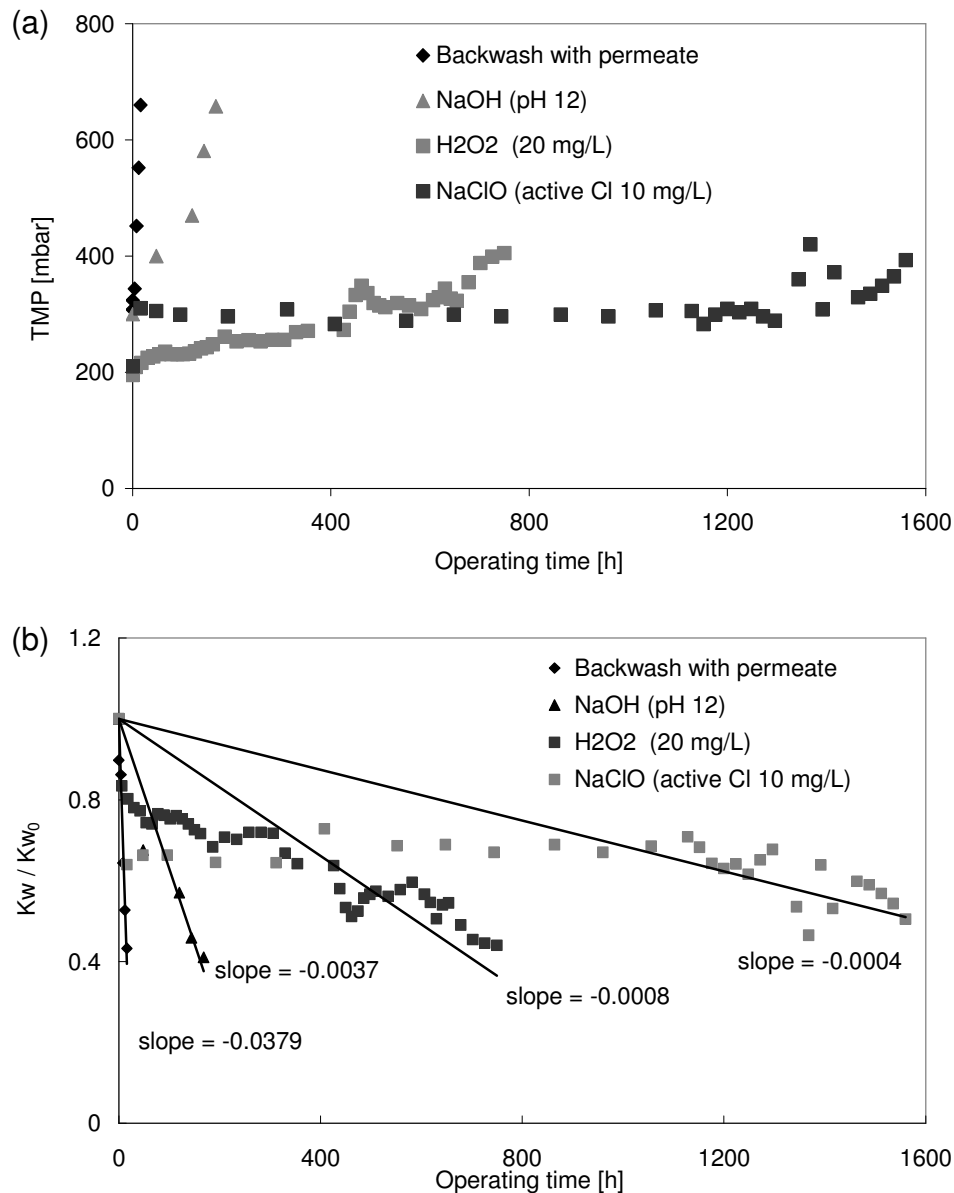 (a)
800
600
400
200
0
TMP [mbar]
Backwash with permeate
NaOH (pH 12)
H2O2 (20 mg/L)
NaClO (active Cl 10 mg/L)
0 400 800 1200 1600
Operating time [h]
(b)
1.2
0.8
0.4
0
Kw / Kw₀
Backwash with permeate
NaOH (pH 12)
H2O2 (20 mg/L)
NaClO (active Cl 10 mg/L)
slope = -0.0037
slope = -0.0004
slope = -0.0008
slope = -0.0379
0 400 800 1200 1600
Operating time [h]